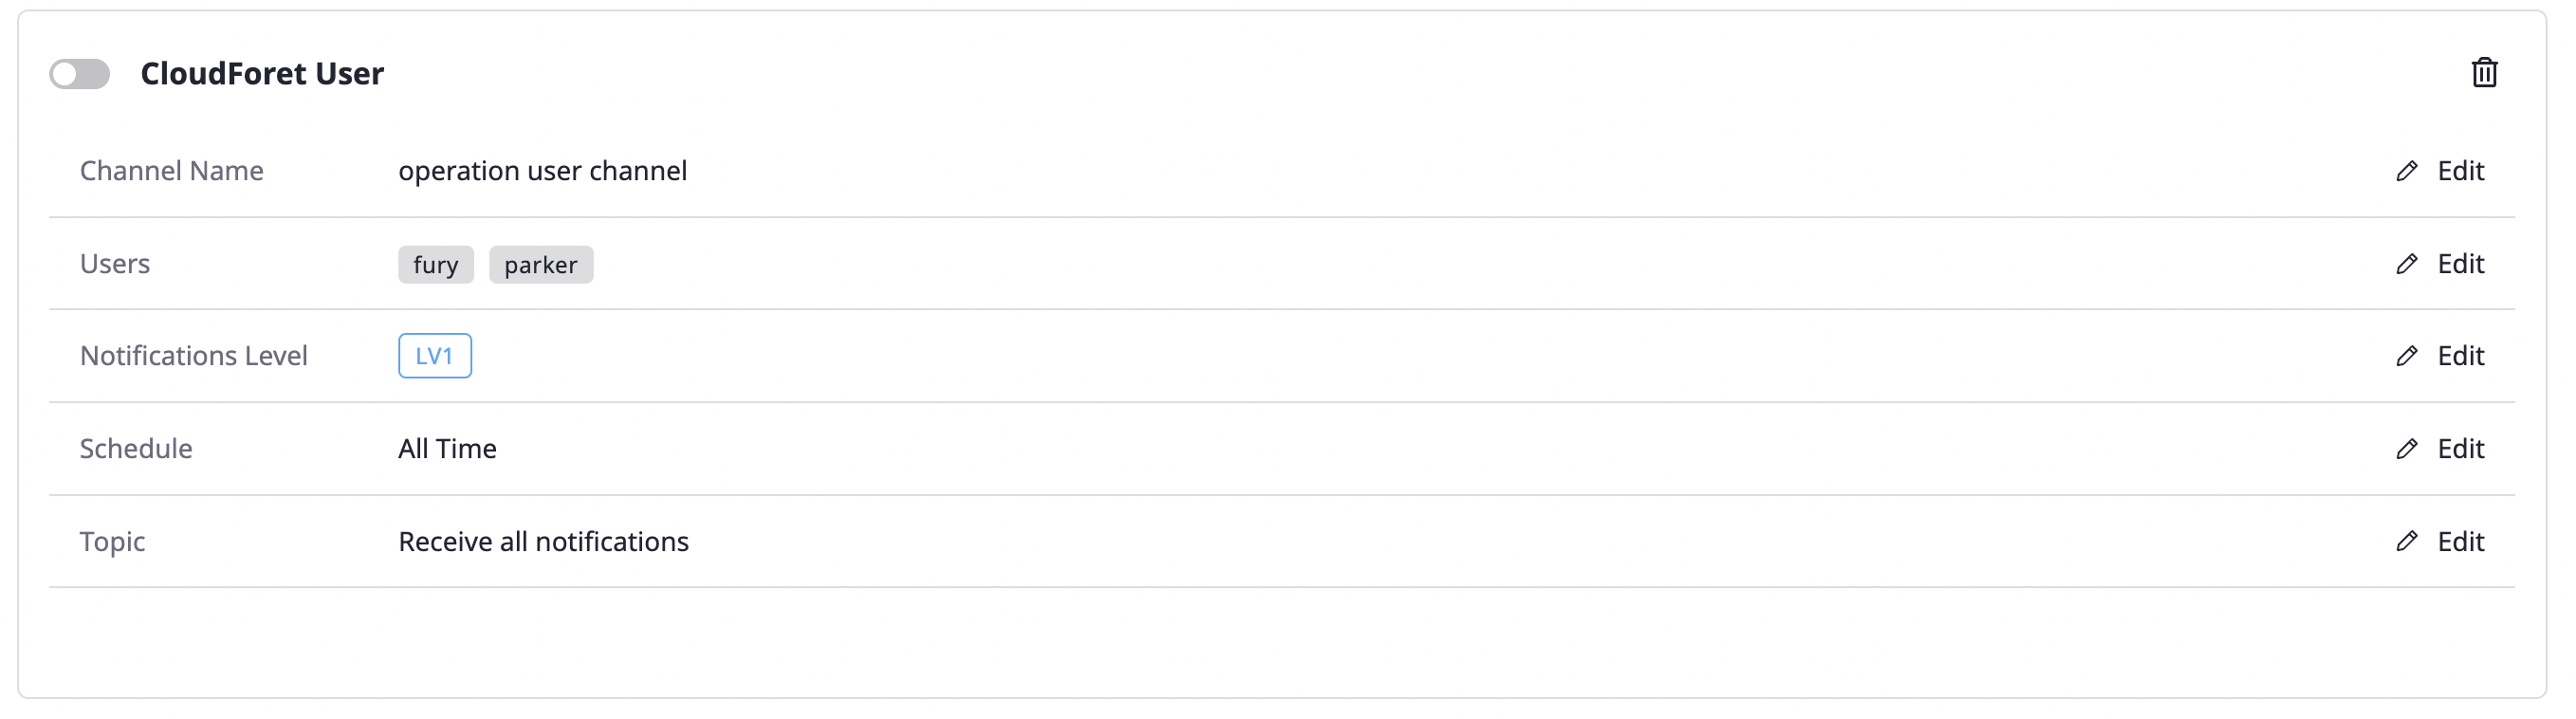 CloudForet User
Channel Name operation user channel Edit
Users fury parker Edit
Notifications Level LV1 Edit
Schedule All Time Edit
Topic Receive all notifications Edit